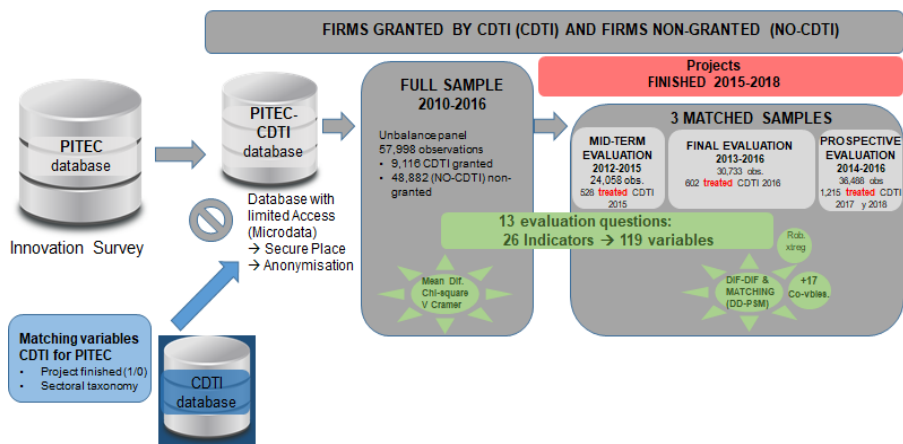 FIRMS GRANTED BY CDTI (CDTI) AND FIRMS NON-GRANTED (NO-CDTI)
Projects
FINISHED 2015-2018
FULL SAMPLE
2010-2016
Unbalance panel
57,998 observations
• 9,116 CDTI granted
• 48,882 (NO-CDTI) non-
granted
3 MATCHED SAMPLES
MID-TERM
EVALUATION
2012-2015
24,058 obs.
528 treated CDTI
2015
FINAL EVALUATION
2013-2016
30,733 obs.
602 treated CDTI 2016
PROSPECTIVE
EVALUATION
2014-2016
36,488 obs
1,215 treated CDTI
2017 y 2018
PITEC
database
Innovation Survey
PITEC-
CDTI
database
Database with
limited Access
(Microdata)
→ Secure Place
→ Anonymisation
13 evaluation questions:
26 Indicators → 119 variables
Mean Dif.
Chi-square
V Cramer
Rob.
xtreg
DIF-DIF &
MATCHING
(DD-PSM)
+17
Co-vbles.
Matching variables
CDTI for PITEC
• Project finished (1/0)
• Sectoral taxonomy
CDTI
database